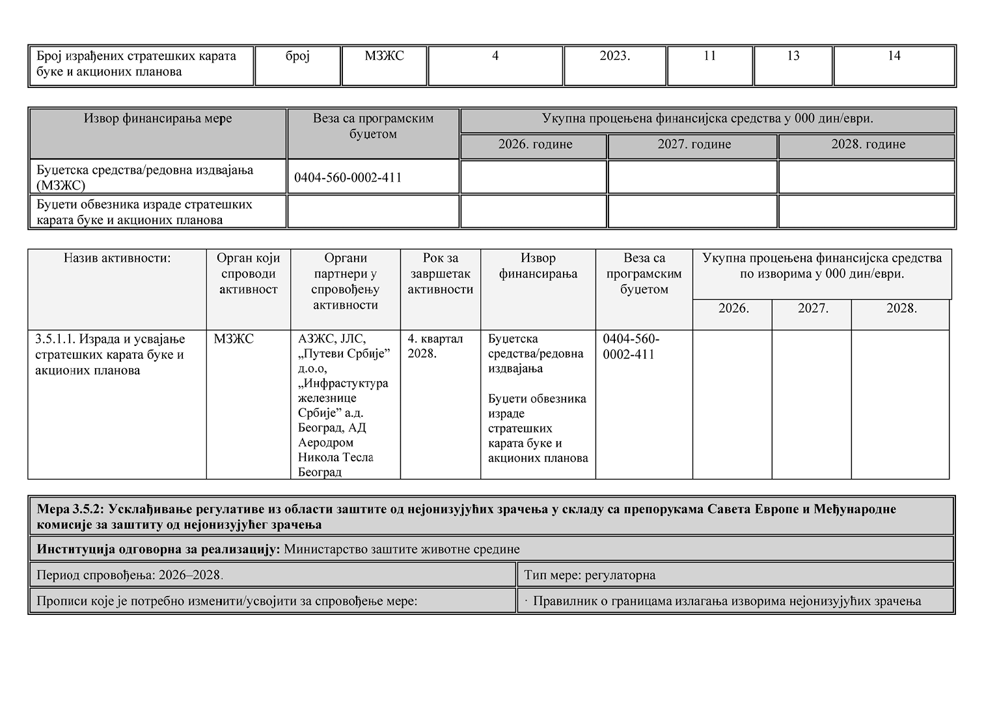 Број израђених стратешких карата
буке и акционих планова
број
МЗЖС
4
2023.
11
13
14
Извор финансирања мере
Веза са програмским
буџетом
Укупна процењена финансијска средства у 000 дин/еври.
2026. године
2027. године
2028. године
Буџетска средства/редовна издвајања
(МЗЖС)
0404-560-0002-411
Буџети обвезника израде стратешких
карата буке и акционих планова
Назив активности:
Орган који
спроводи
активност
Органи
партнери у
спровођењу
активности
Рок за
завршетак
активности
Извор
финансирања
Веза са
програмским
буџетом
Укупна процењена финансијска средства
по изворима у 000 дин/еври.
2026.
2027.
2028.
3.5.1.1. Израда и усвајање
стратешких карата буке и
акционих планова
МЗЖС
АЗЖС, ЈЛС,
„Путеви Србије”
д.о.о,
„Инфрастуктура
железнице
Србије” а.д.
Београд, АД
Аеродром
Никола Тесла
Београд
4. квартал
2028.
Буџетска
средства/редовна
издвајања
Буџети обвезника
израде
стратешких
карата буке и
акционих планова
0404-560-
0002-411
Мера 3.5.2: Усклађивање регулативе из области заштите од нејонизујућих зрачења у складу са препорукама Савета Европе и Међународне
комисије за заштиту од нејонизујућег зрачења
Институција одговорна за реализацију: Министарство заштите животне средине
Период спровођења: 2026–2028.
Тип мере: регулаторна
Прописи које је потребно изменити/усвојити за спровођење мере:
· Правилник о границама излагања изворима нејонизујућих зрачења